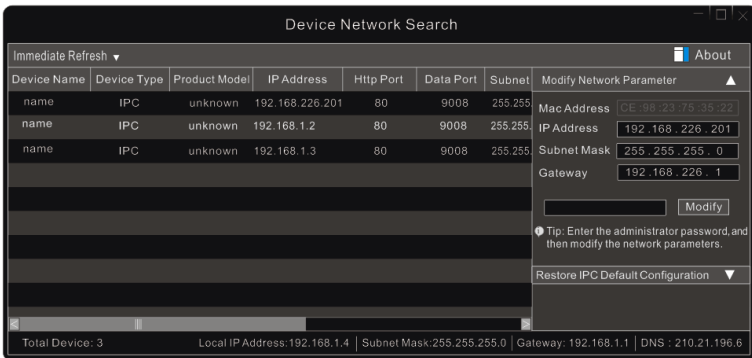 Device Network Search
Immediate Refresh ▼
About
Device Name Device Type Product Model IP Address Http Port Data Port Subnet
name IPC unknown 192.168.226.201 80 9008 255.255
name IPC unknown 192.168.1.2 80 9008 255.255.
name IPC unknown 192.168.1.3 80 9008 255.255.
Modify Network Parameter ▲
Mac Address CE:98:23:75:35:22
IP Address 192.168.226.201
Subnet Mask 255.255.255.0
Gateway 192.168.226.1
Modify
Tip: Enter the administrator password,and
then modify the network parameters.
Restore IPC Default Configuration ▼
Total Device: 3 Local IP Address:192.168.1.4 Subnet Mask:255.255.255.0 Gateway: 192.168.1.1 DNS : 210.21.196.6